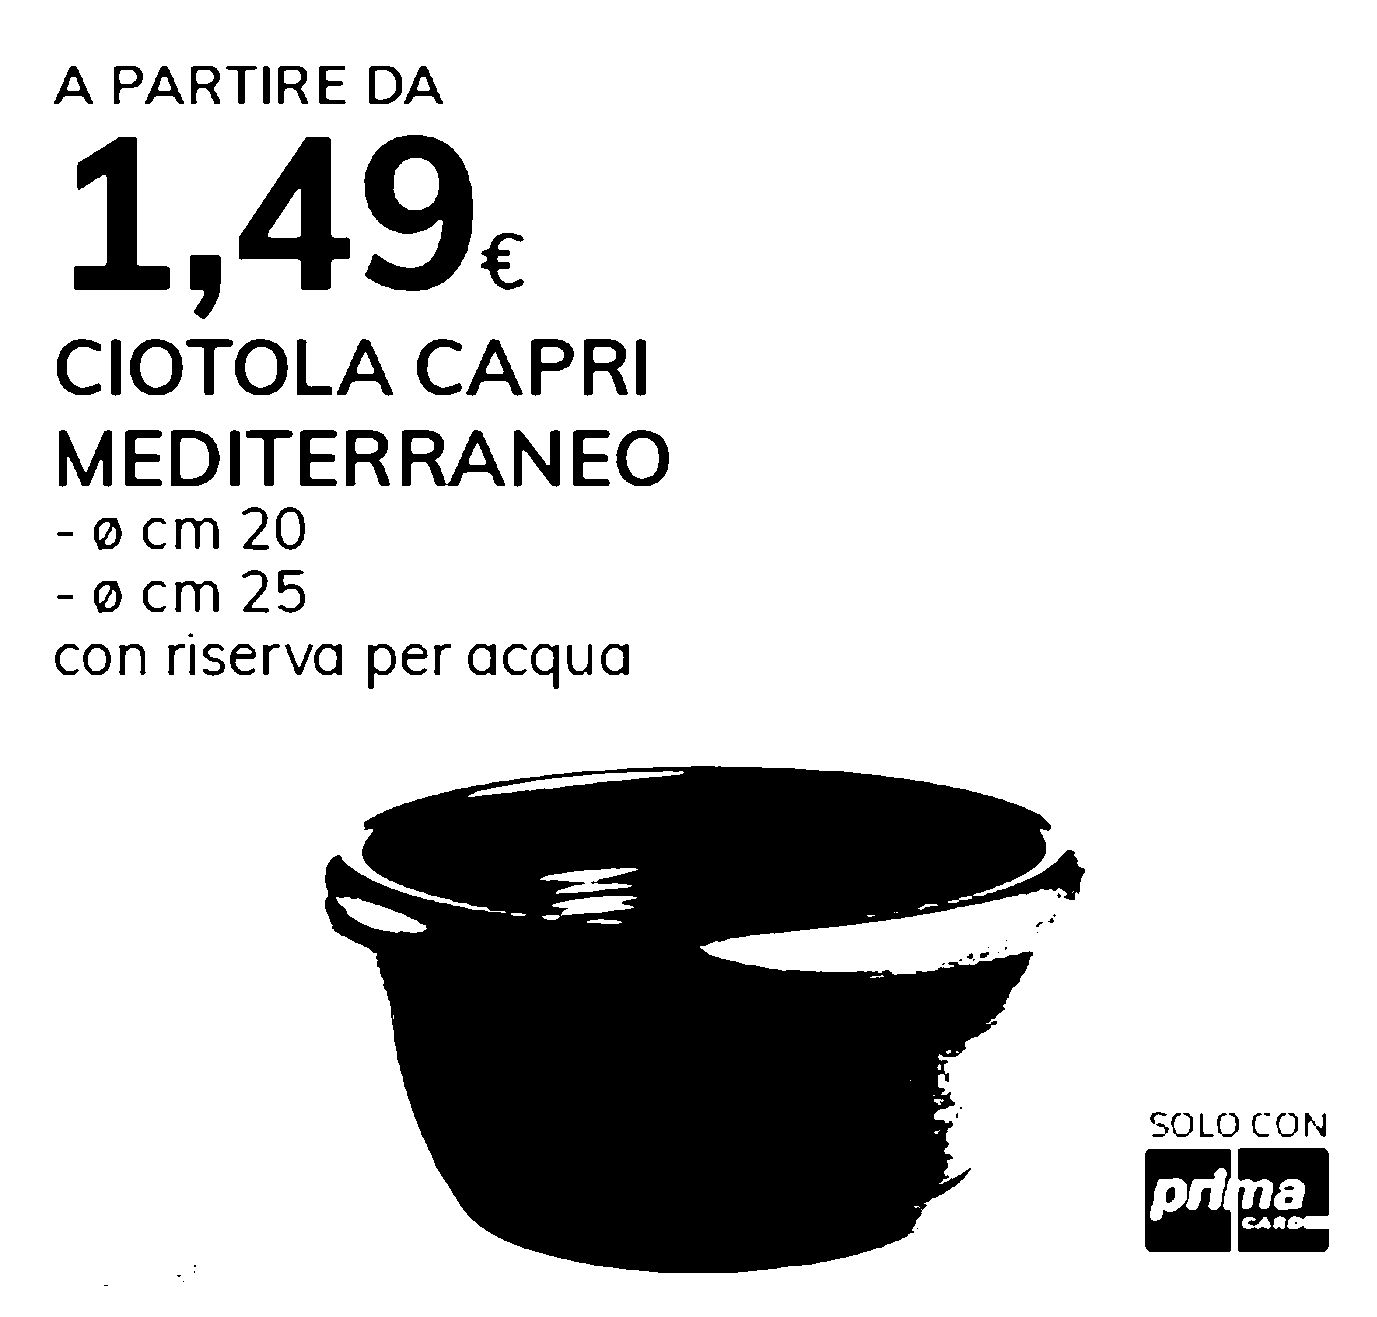 A PARTIRE DA
1,49€
CIOTOLA CAPRI
MEDITERRANEO
- ø cm 20
- ø cm 25
con riserva per acqua
SOLO CON
prima
CARD